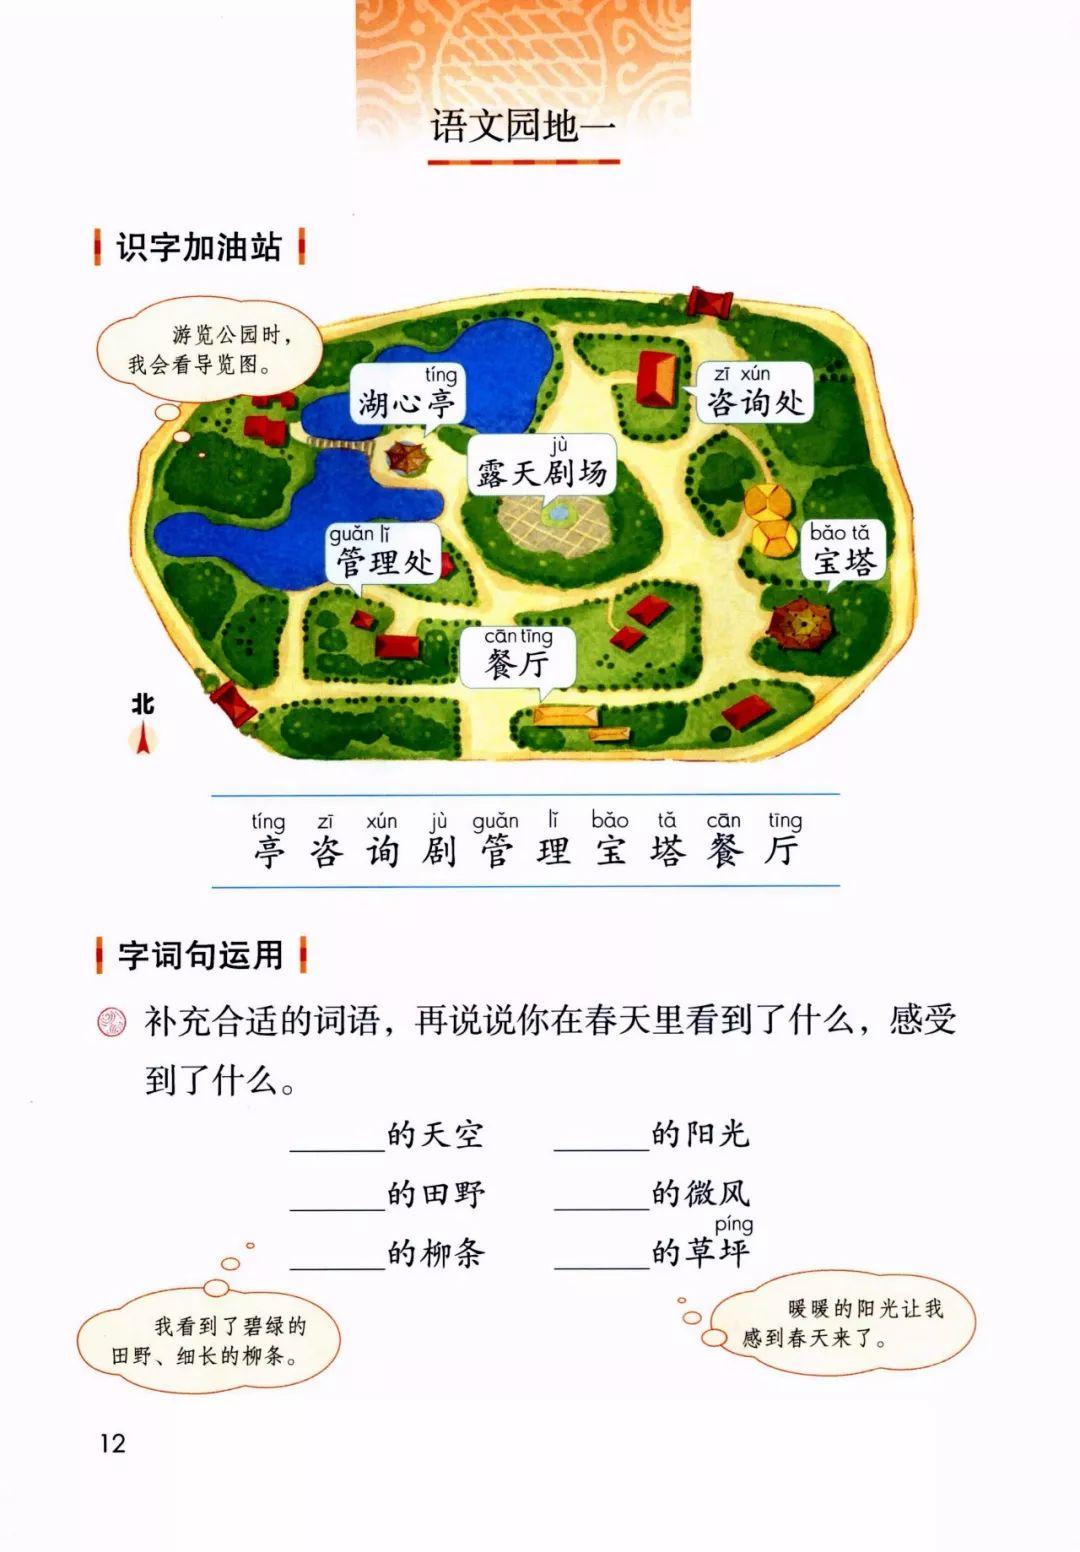 语文园地一
识字加油站
游览公园时，
我会看导览图。
tíng
湖心亭
zī xún
咨询处
jù
露天剧场
guǎn lǐ
管理处
bǎo tǎ
宝塔
cān tīng
餐厅
北
tíng zī xún jù guǎn lǐ bǎo tǎ cān tīng
亭 咨 询 剧 管 理 宝 塔 餐 厅
字词句运用
补充合适的词语，再说说你在春天里看到了什么，感受
到了什么。
______的天空 ______的阳光
______的田野 ______的微风
píng
______的柳条 ______的草坪
我看到了碧绿的
田野、细长的柳条。
暖暖的阳光让我
感到春天来了。
12